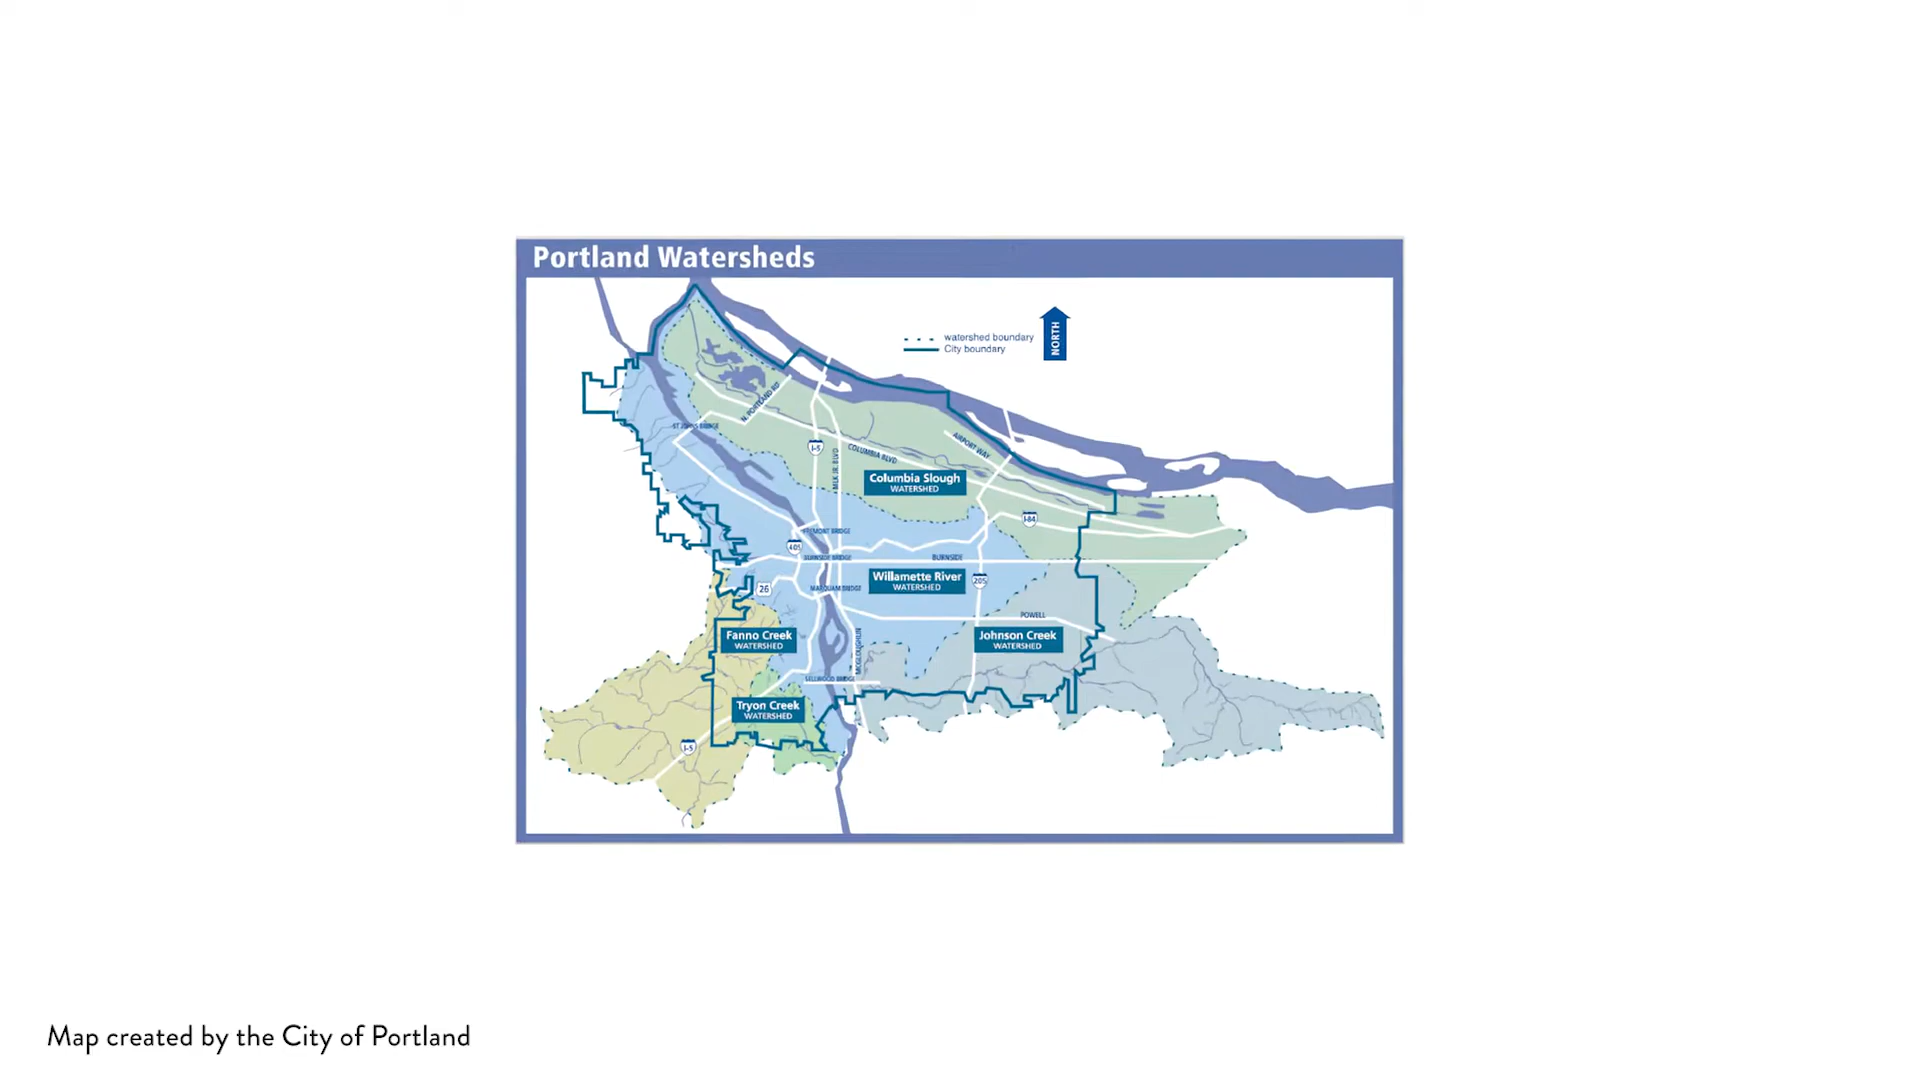 Portland Watersheds
watershed boundary
City boundary
NORTH
N. PORTLAND RD
ST JOHNS BRIDGE
I-5
MLK JR. BLVD
COLUMBIA BLVD
AIRPORT WAY
Columbia Slough
WATERSHED
I-84
FREMONT BRIDGE
405
BURNSIDE BRIDGE
BURNSIDE
Willamette River
WATERSHED
205
26
MARQUAM BRIDGE
POWELL
Fanno Creek
WATERSHED
MCLOUGHLIN
Johnson Creek
WATERSHED
SELLWOOD BRIDGE
Tryon Creek
WATERSHED
I-5
Map created by the City of Portland